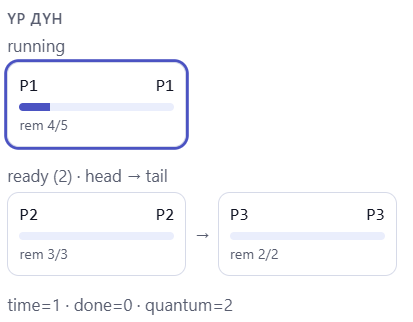 ҮР ДҮН
running
P1 P1
rem 4/5
ready (2) · head → tail
P2 P2 → P3 P3
rem 3/3 rem 2/2
time=1 · done=0 · quantum=2